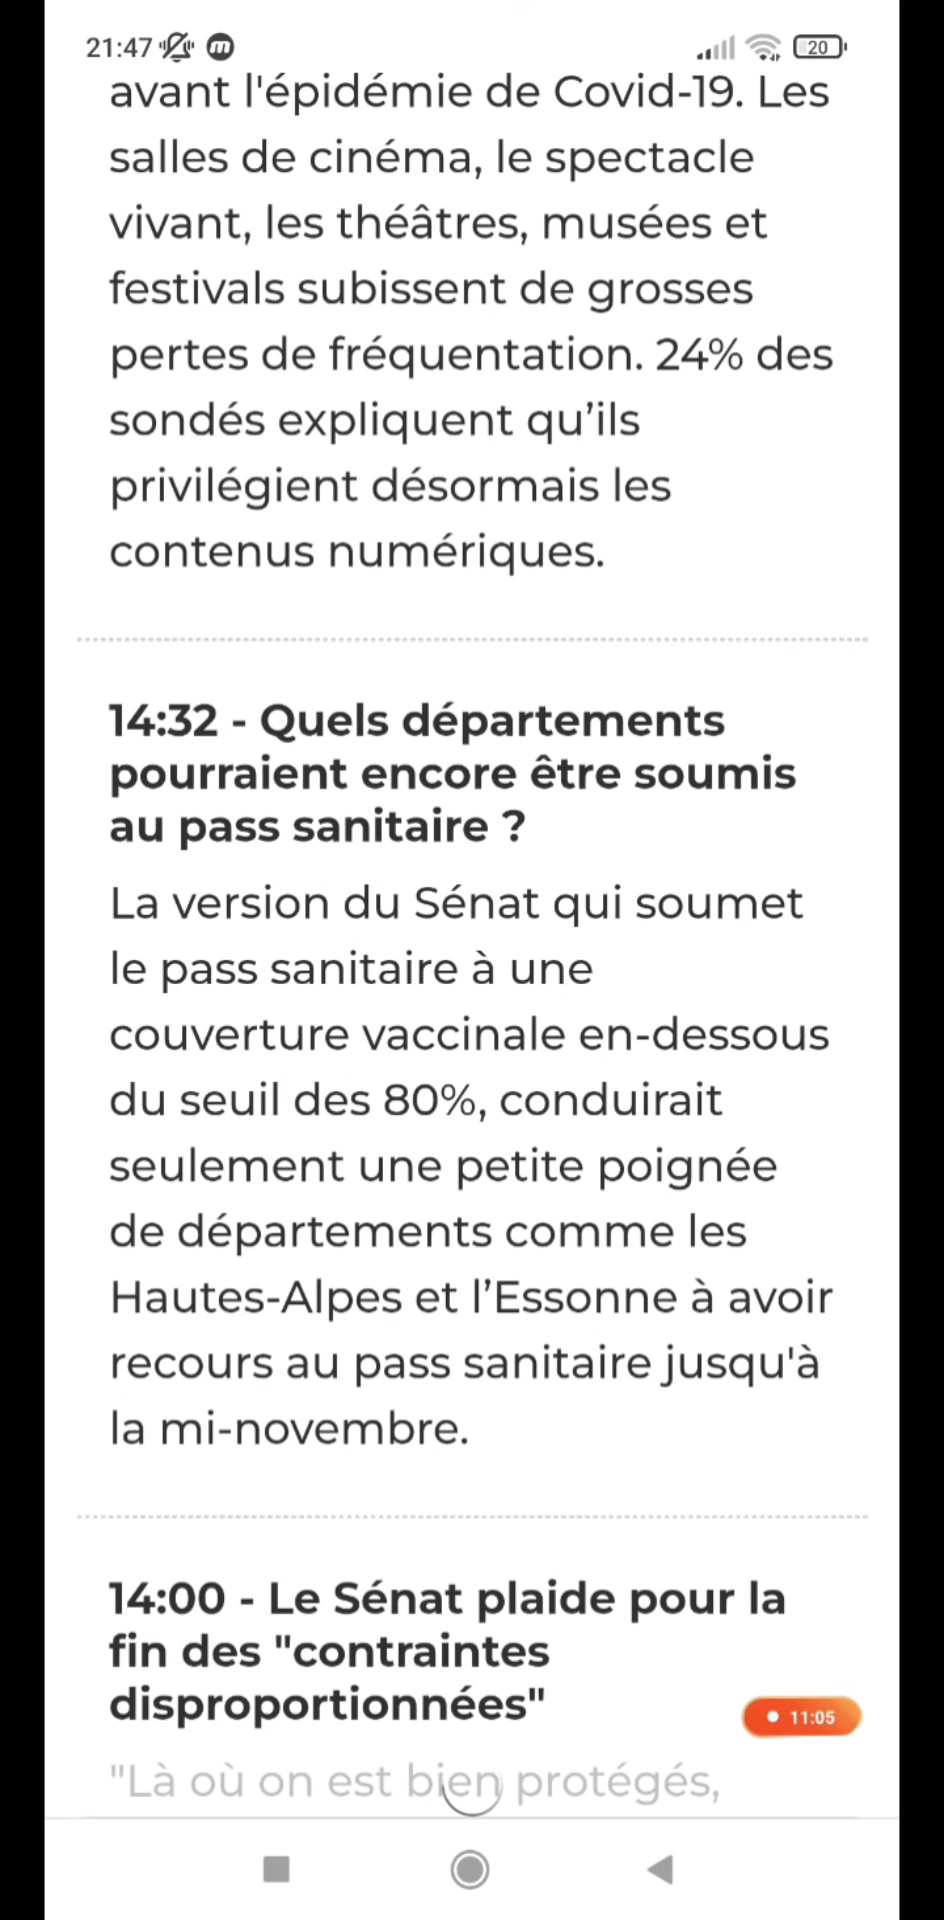 21:47
20
avant l'épidémie de Covid-19. Les
salles de cinéma, le spectacle
vivant, les théâtres, musées et
festivals subissent de grosses
pertes de fréquentation. 24% des
sondés expliquent qu’ils
privilégient désormais les
contenus numériques.
14:32 - Quels départements
pourraient encore être soumis
au pass sanitaire ?
La version du Sénat qui soumet
le pass sanitaire à une
couverture vaccinale en-dessous
du seuil des 80%, conduirait
seulement une petite poignée
de départements comme les
Hautes-Alpes et l’Essonne à avoir
recours au pass sanitaire jusqu'à
la mi-novembre.
14:00 - Le Sénat plaide pour la
fin des "contraintes
disproportionnées"
11:05
"Là où on est bien protégés,